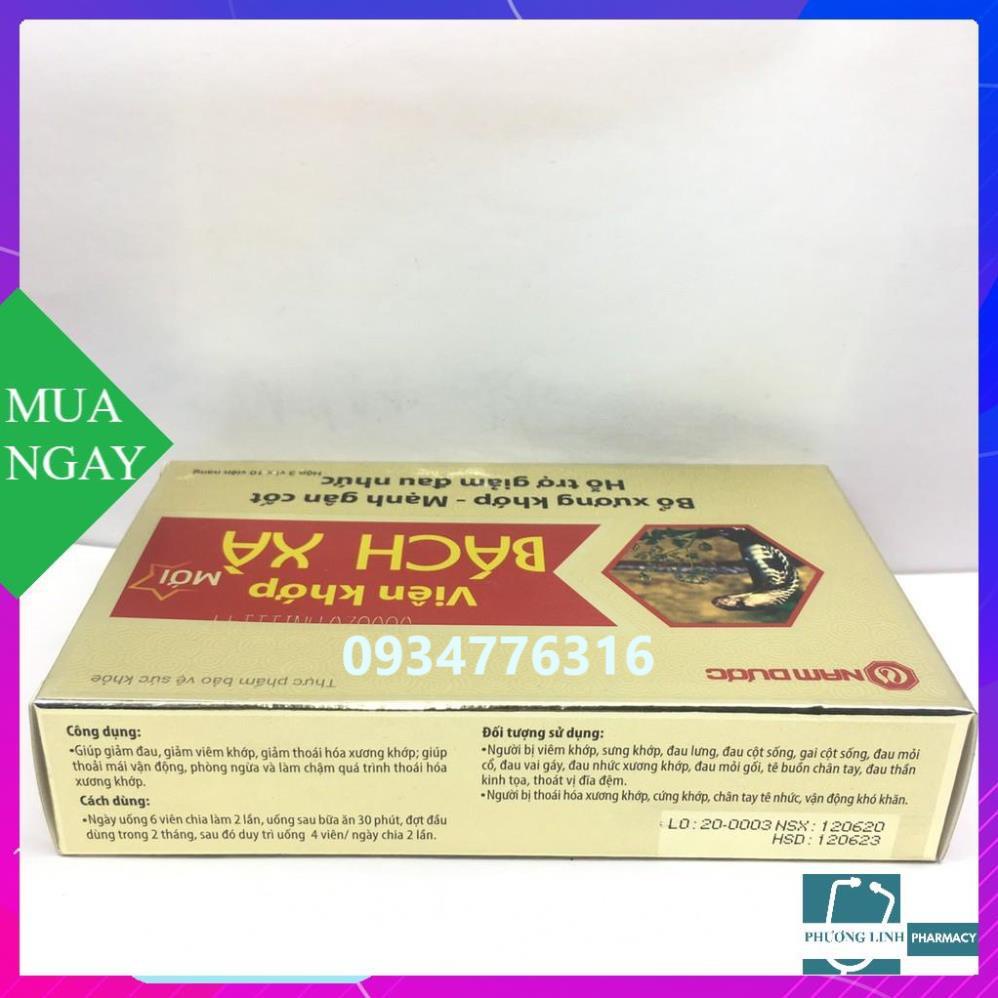 MUA
NGAY
Hộp 3 vỉ x 10 viên nang
Hỗ trợ giảm đau nhức
Bổ xương khớp - Mạnh gân cốt
BÁCH XÀ
MỚI
Viên khớp
0934776316
NAM DƯỢC
Thực phẩm bảo vệ sức khỏe
Công dụng:
•Giúp giảm đau, giảm viêm khớp, giảm thoái hóa xương khớp; giúp
thoải mái vận động, phòng ngừa và làm chậm quá trình thoái hóa
xương khớp.
Cách dùng:
•Ngày uống 6 viên chia làm 2 lần, uống sau bữa ăn 30 phút, đợt đầu
dùng trong 2 tháng, sau đó duy trì uống 4 viên/ ngày chia 2 lần.
Đối tượng sử dụng:
•Người bị viêm khớp, sưng khớp, đau lưng, đau cột sống, gai cột sống, đau mỏi
cổ, đau vai gáy, đau nhức xương khớp, đau mỏi gối, tê buồn chân tay, đau thần
kinh tọa, thoát vị đĩa đệm.
•Người bị thoái hóa xương khớp, cứng khớp, chân tay tê nhức, vận động khó khăn.
LO: 20-0003 NSX: 120620
HSD: 120623
PHƯƠNG LINH PHARMACY